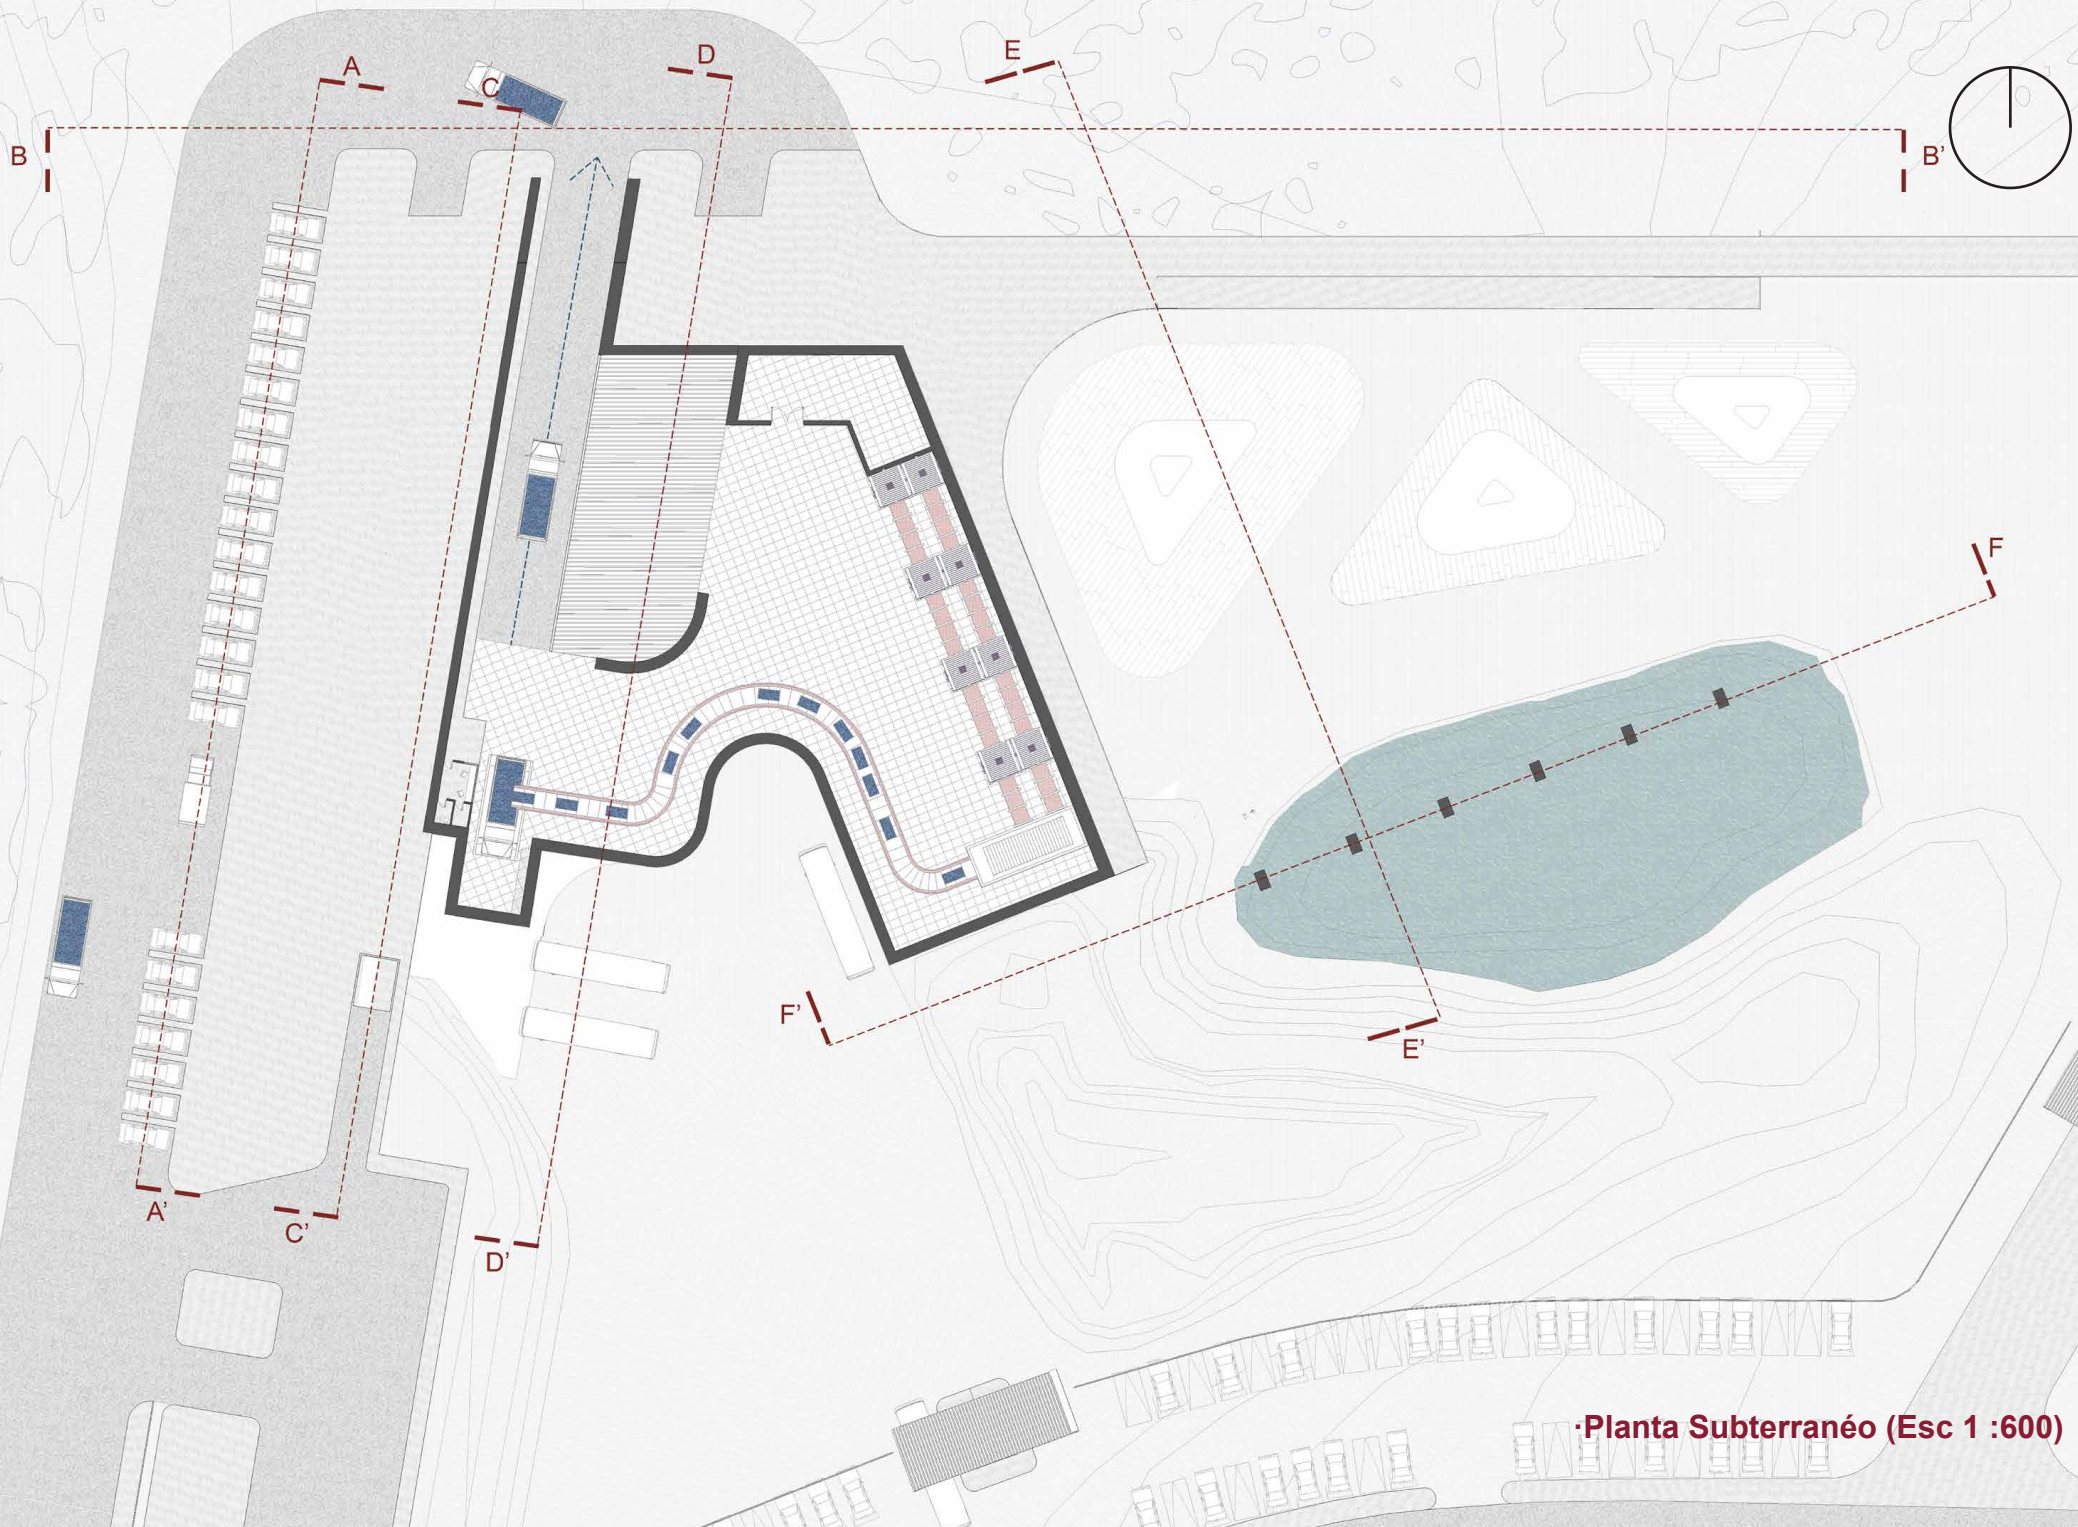 E
D
A
C
B
B’
F
F’
E’
A’
C’
D’
·Planta Subterranéo (Esc 1 :600)